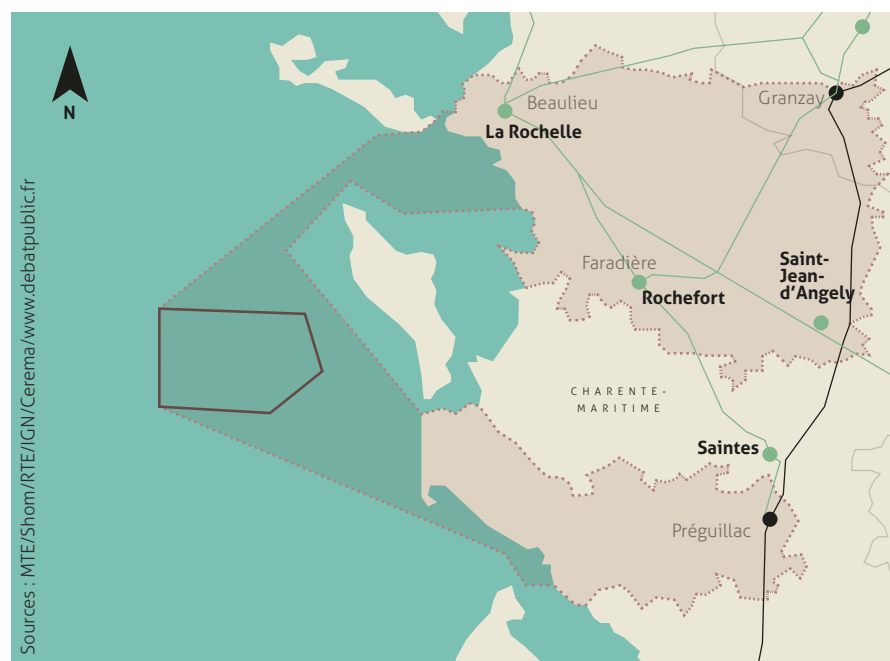 N
Beaulieu
La Rochelle
Granzay
Faradière
Rochefort
Saint-
Jean-
d'Angely
CHARENTE-
MARITIME
Saintes
Préguillac
Sources : MTE/Shom/RTE/IGN/Cerema/www.debatpublic.fr